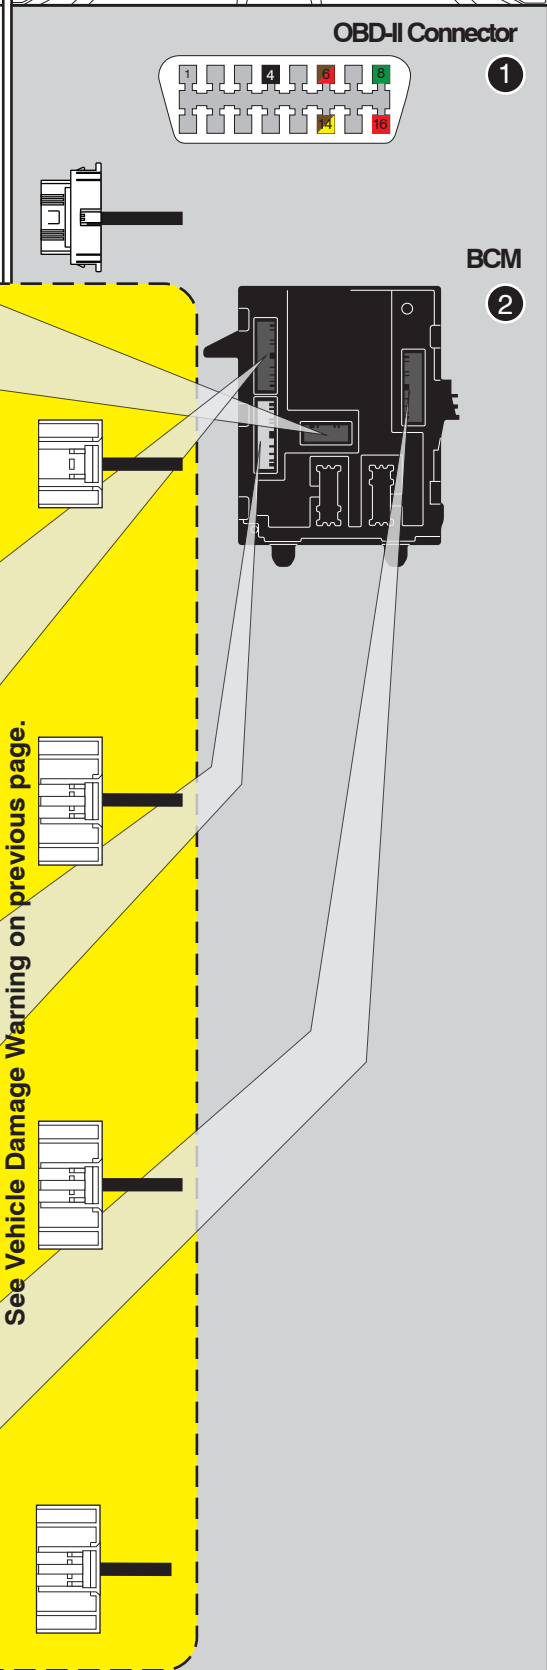 OBD-II Connector
1
1 4 6 8
14 16
BCM
2
See Vehicle Damage Warning on previous page.